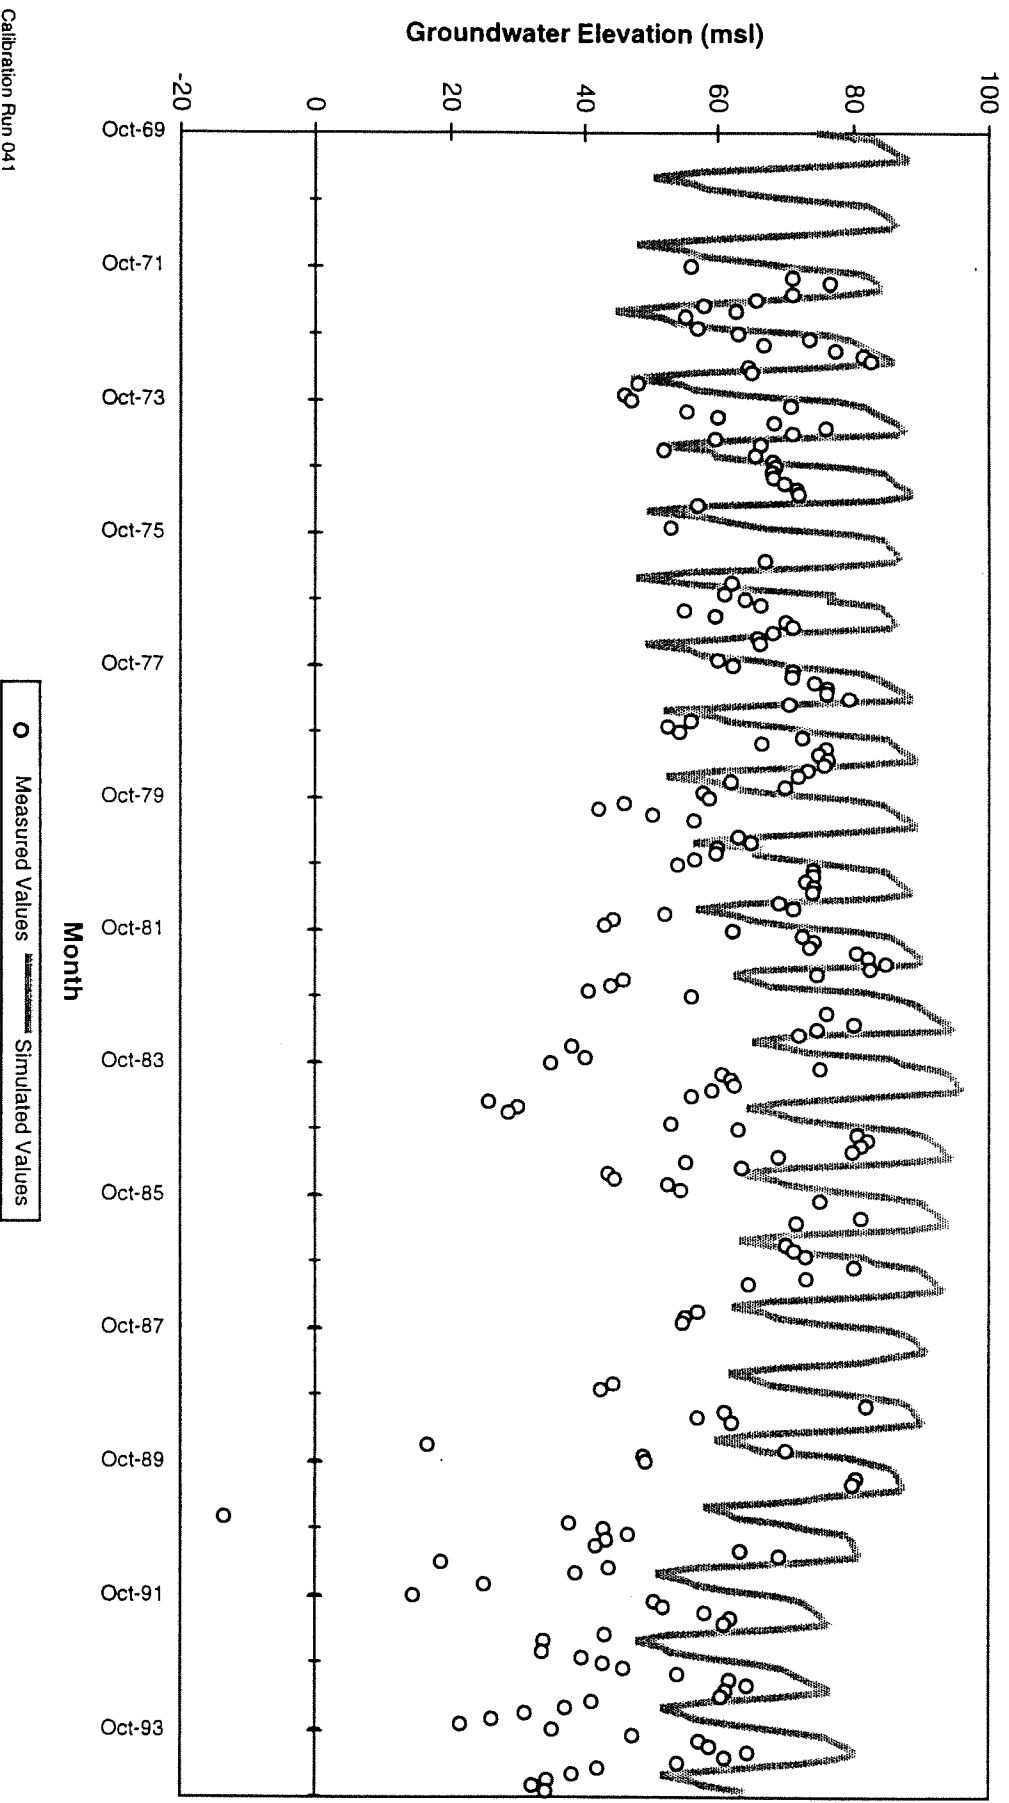 Groundwater Elevation (msl)
-20
0
20
40
60
80
100
Oct-69
Oct-71
Oct-73
Oct-75
Oct-77
Oct-79
Oct-81
Oct-83
Oct-85
Oct-87
Oct-89
Oct-91
Oct-93
Month
Measured Values Simulated Values
Calibration Run 041